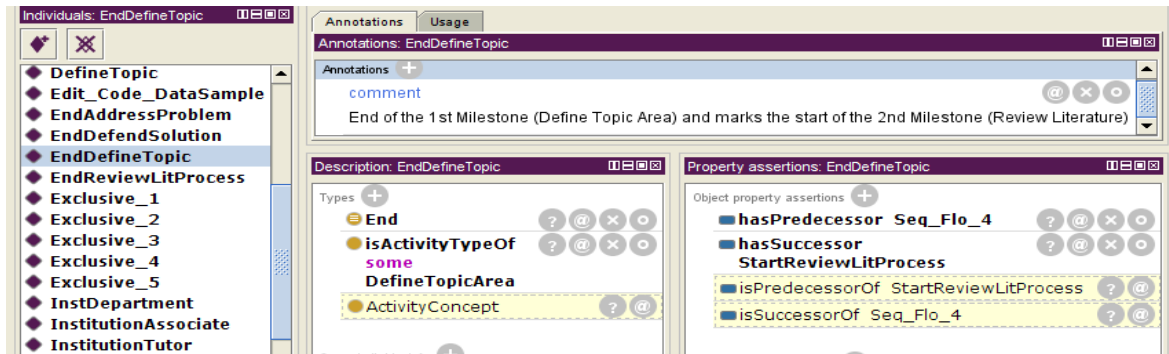 Individuals: EndDefineTopic
DefineTopic
Edit_Code_DataSample
EndAddressProblem
EndDefendSolution
EndDefineTopic
EndReviewLitProcess
Exclusive_1
Exclusive_2
Exclusive_3
Exclusive_4
Exclusive_5
InstDepartment
InstitutionAssociate
InstitutionTutor
Annotations Usage
Annotations: EndDefineTopic
Annotations
comment
End of the 1st Milestone (Define Topic Area) and marks the start of the 2nd Milestone (Review Literature)
Description: EndDefineTopic
Types
End
isActivityTypeOf
some
DefineTopicArea
ActivityConcept
Property assertions: EndDefineTopic
Object property assertions
hasPredecessor Seq_Flo_4
hasSuccessor
StartReviewLitProcess
isPredecessorOf StartReviewLitProcess
isSuccessorOf Seq_Flo_4